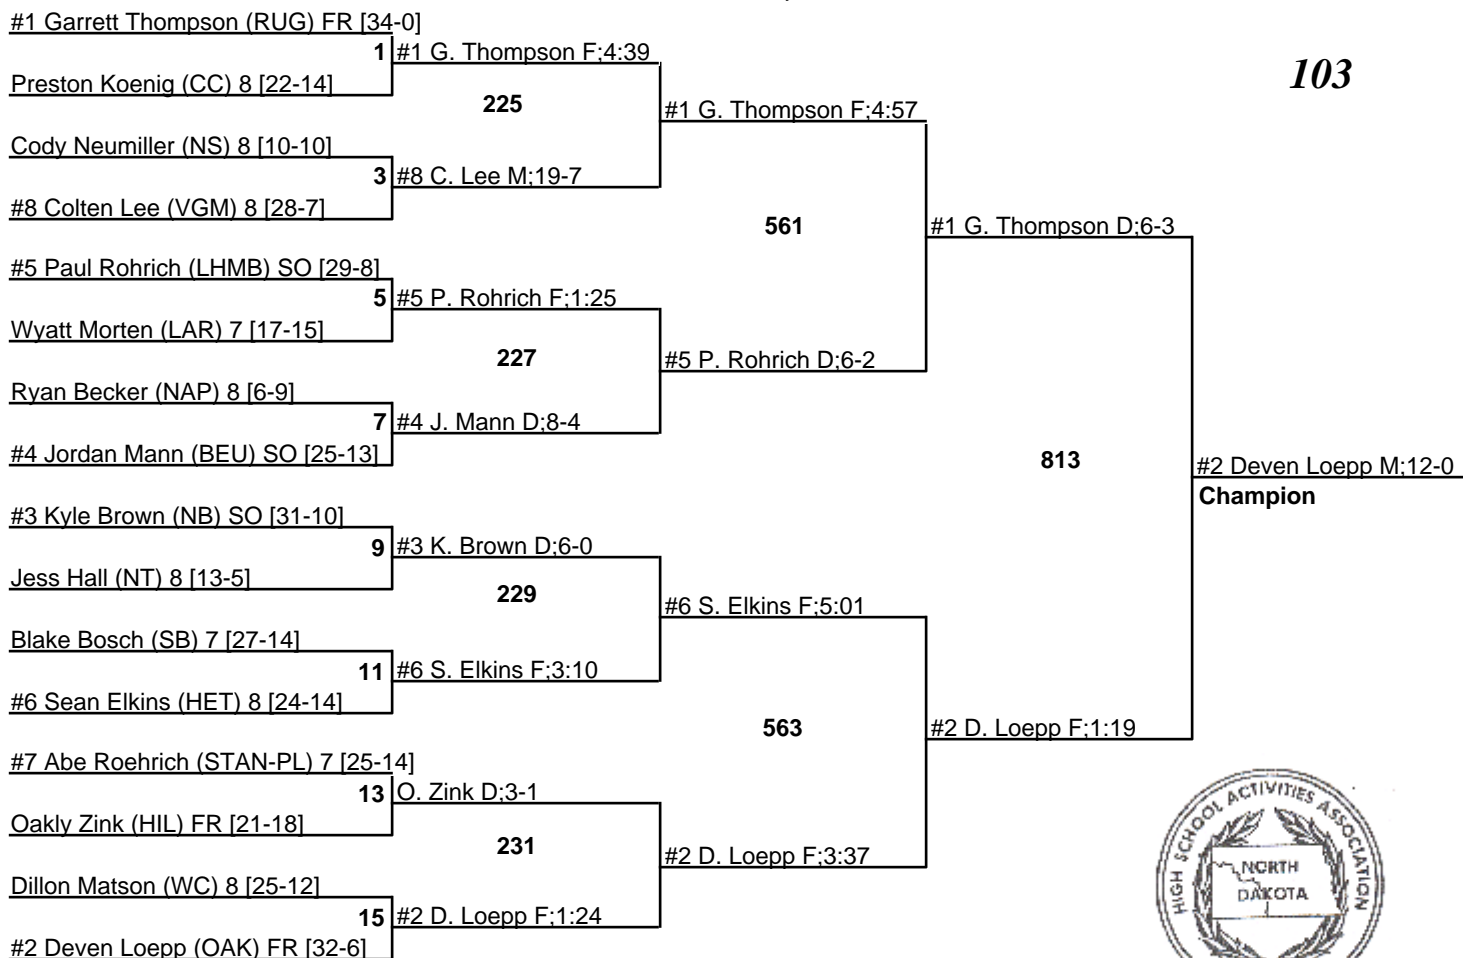 #1 Garrett Thompson (RUG) FR [34-0]
1 #1 G. Thompson F;4:39
Preston Koenig (CC) 8 [22-14]
225
#1 G. Thompson F;4:57
103
Cody Neumiller (NS) 8 [10-10]
3 #8 C. Lee M;19-7
#8 Colten Lee (VGM) 8 [28-7]
561
#1 G. Thompson D;6-3
#5 Paul Rohrich (LHMB) SO [29-8]
5 #5 P. Rohrich F;1:25
Wyatt Morten (LAR) 7 [17-15]
227
#5 P. Rohrich D;6-2
Ryan Becker (NAP) 8 [6-9]
7 #4 J. Mann D;8-4
#4 Jordan Mann (BEU) SO [25-13]
813
#2 Deven Loepp M;12-0
Champion
#3 Kyle Brown (NB) SO [31-10]
9 #3 K. Brown D;6-0
Jess Hall (NT) 8 [13-5]
229
#6 S. Elkins F;5:01
Blake Bosch (SB) 7 [27-14]
11 #6 S. Elkins F;3:10
#6 Sean Elkins (HET) 8 [24-14]
563
#2 D. Loepp F;1:19
#7 Abe Roehrich (STAN-PL) 7 [25-14]
13 O. Zink D;3-1
Oakly Zink (HIL) FR [21-18]
231
#2 D. Loepp F;3:37
Dillon Matson (WC) 8 [25-12]
15 #2 D. Loepp F;1:24
#2 Deven Loepp (OAK) FR [32-6]
HIGH SCHOOL ACTIVITIES ASSOCIATION
NORTH
DAKOTA